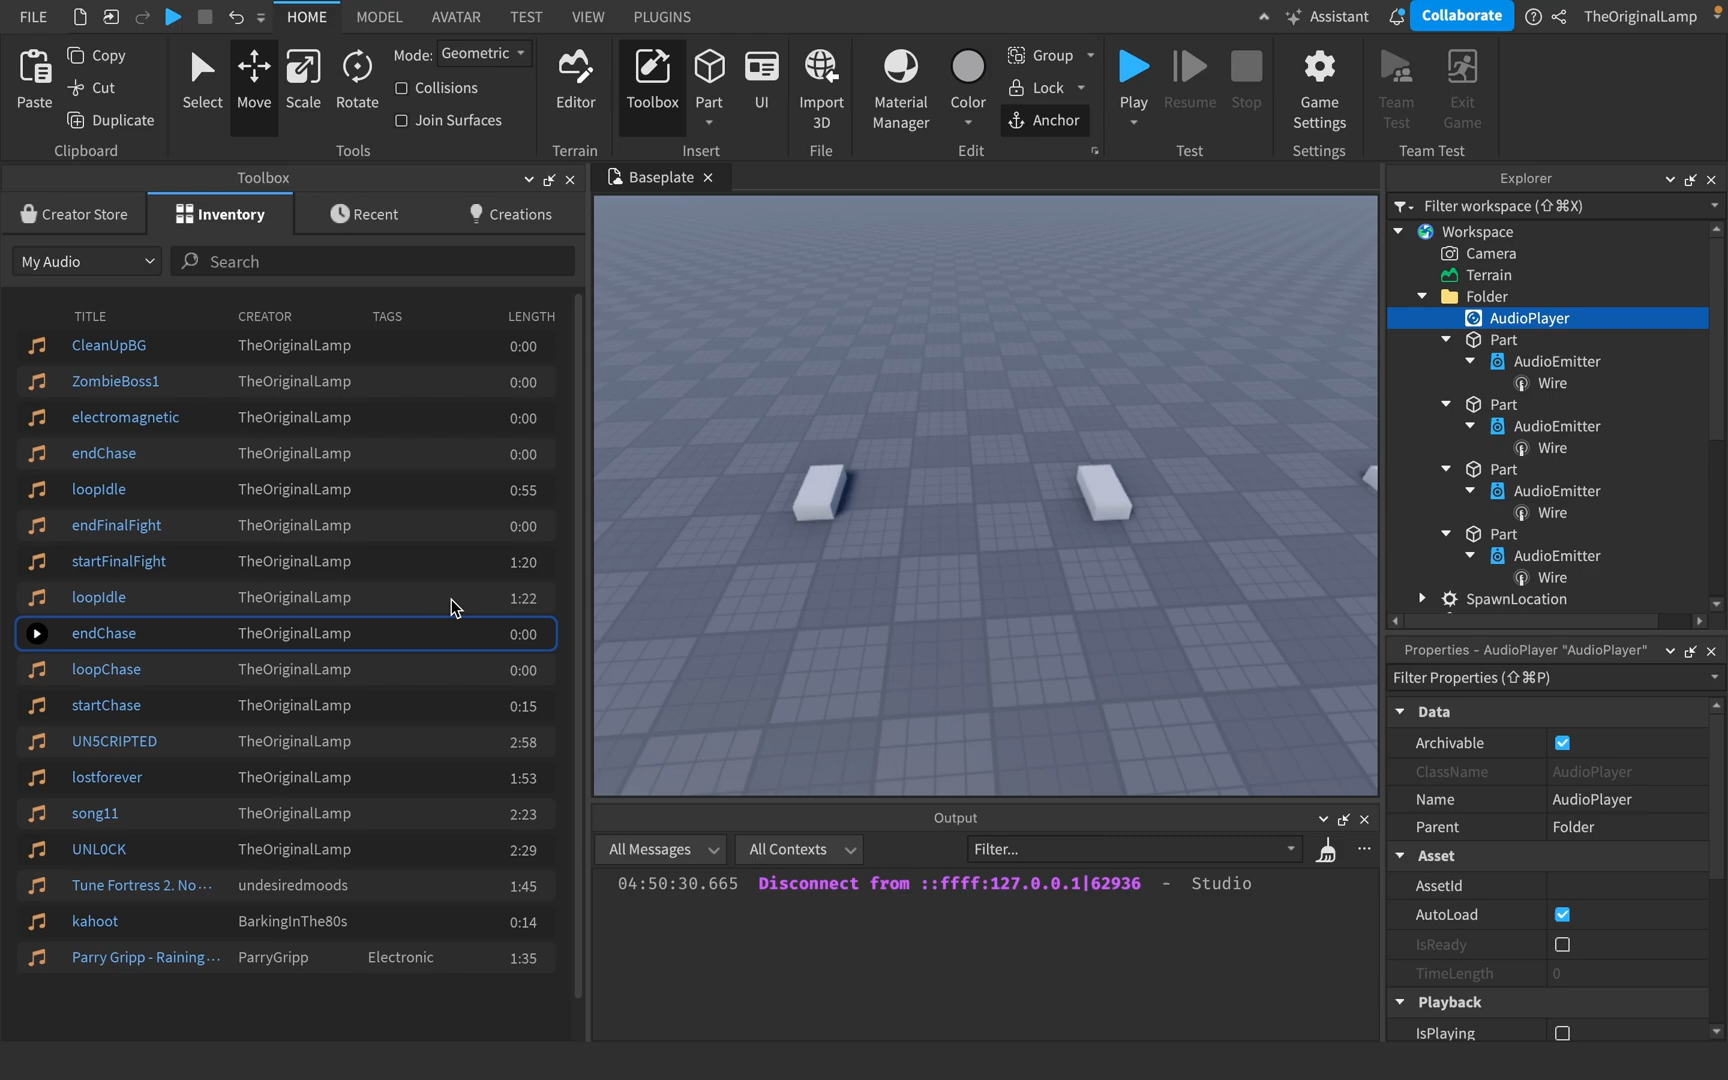 FILE HOME MODEL AVATAR TEST VIEW PLUGINS Assistant Collaborate TheOriginalLamp
Paste Copy Cut Duplicate Clipboard
Select Move Scale Rotate Mode: Geometric Collisions Join Surfaces Tools
Editor Terrain
Toolbox Part UI Insert
Import 3D File
Material Manager Color Group Lock Anchor Edit
Play Resume Stop Test
Game Settings Settings
Team Test Exit Game Team Test
Toolbox
Creator Store Inventory Recent Creations
My Audio Search
TITLE CREATOR TAGS LENGTH
CleanUpBG TheOriginalLamp 0:00
ZombieBoss1 TheOriginalLamp 0:00
electromagnetic TheOriginalLamp 0:00
endChase TheOriginalLamp 0:00
loopIdle TheOriginalLamp 0:55
endFinalFight TheOriginalLamp 0:00
startFinalFight TheOriginalLamp 1:20
loopIdle TheOriginalLamp 1:22
endChase TheOriginalLamp 0:00
loopChase TheOriginalLamp 0:00
startChase TheOriginalLamp 0:15
UN5CRIPTED TheOriginalLamp 2:58
lostforever TheOriginalLamp 1:53
song11 TheOriginalLamp 2:23
UNL0CK TheOriginalLamp 2:29
Tune Fortress 2. No... undesiredmoods 1:45
kahoot BarkingInThe80s 0:14
Parry Gripp - Raining... ParryGripp Electronic 1:35
Baseplate
Output
All Messages All Contexts Filter...
04:50:30.665 Disconnect from ::ffff:127.0.0.1|62936 - Studio
Explorer
Filter workspace (⇧⌘X)
Workspace
Camera
Terrain
Folder
AudioPlayer
Part
AudioEmitter
Wire
Part
AudioEmitter
Wire
Part
AudioEmitter
Wire
Part
AudioEmitter
Wire
SpawnLocation
Properties - AudioPlayer "AudioPlayer"
Filter Properties (⇧⌘P)
Data
Archivable
ClassName AudioPlayer
Name AudioPlayer
Parent Folder
Asset
AssetId
AutoLoad
IsReady
TimeLength 0
Playback
IsPlaying